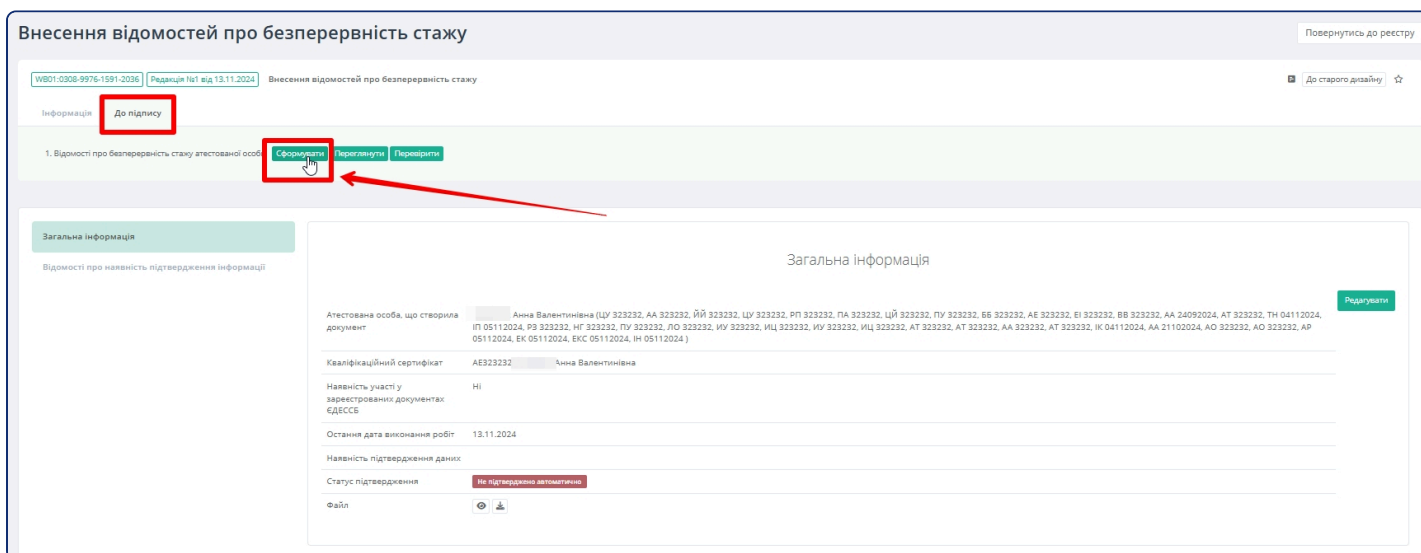 Внесення відомостей про безперервність стажу
Повернутись до реєстру
WB01:0308-9976-1591-2036 Редакція №1 від 13.11.2024 Внесення відомостей про безперервність стажу
До старого дизайну
Інформація До підпису
1. Відомості про безперервність стажу атестованої особи Сформувати Переглянути Перевірити
Загальна інформація
Відомості про наявність підтвердження інформації
Загальна інформація
Редагувати
Атестована особа, що створила документ
Анна Валентинівна (ЦУ 323232, АА 323232, ЙЙ 323232, ЦУ 323232, РП 323232, ПА 323232, ЦЙ 323232, ПУ 323232, ББ 323232, АЕ 323232, ЕІ 323232, ВВ 323232, АА 24092024, АТ 323232, ТН 04112024,
ІП 05112024, РЗ 323232, НГ 323232, ПУ 323232, ЛО 323232, ИУ 323232, ИЦ 323232, ИУ 323232, ИЦ 323232, АТ 323232, АТ 323232, АА 323232, АТ 323232, ІК 04112024, АА 21102024, АО 323232, АО 323232, АР
05112024, ЕК 05112024, ЕКС 05112024, ІН 05112024 )
Кваліфікаційний сертифікат АЕ323232 Анна Валентинівна
Наявність участі у Ні
зареєстрованих документах
ЄДЕССБ
Остання дата виконання робіт 13.11.2024
Наявність підтвердження даних
Статус підтвердження Не підтверджено автоматично
Файл